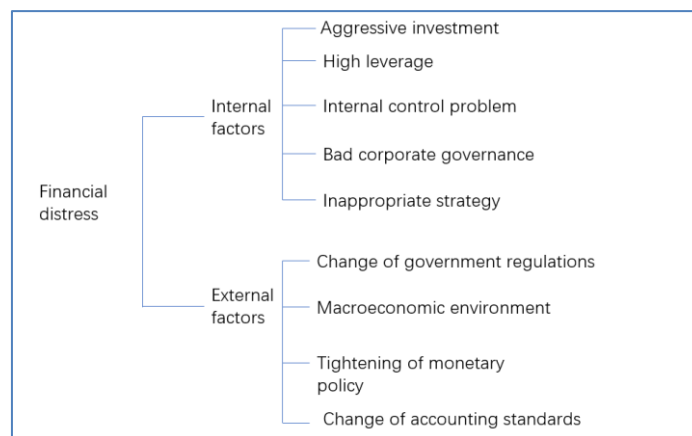 Financial
distress
Internal
factors
Aggressive investment
High leverage
Internal control problem
Bad corporate governance
Inappropriate strategy
External
factors
Change of government regulations
Macroeconomic environment
Tightening of monetary
policy
Change of accounting standards